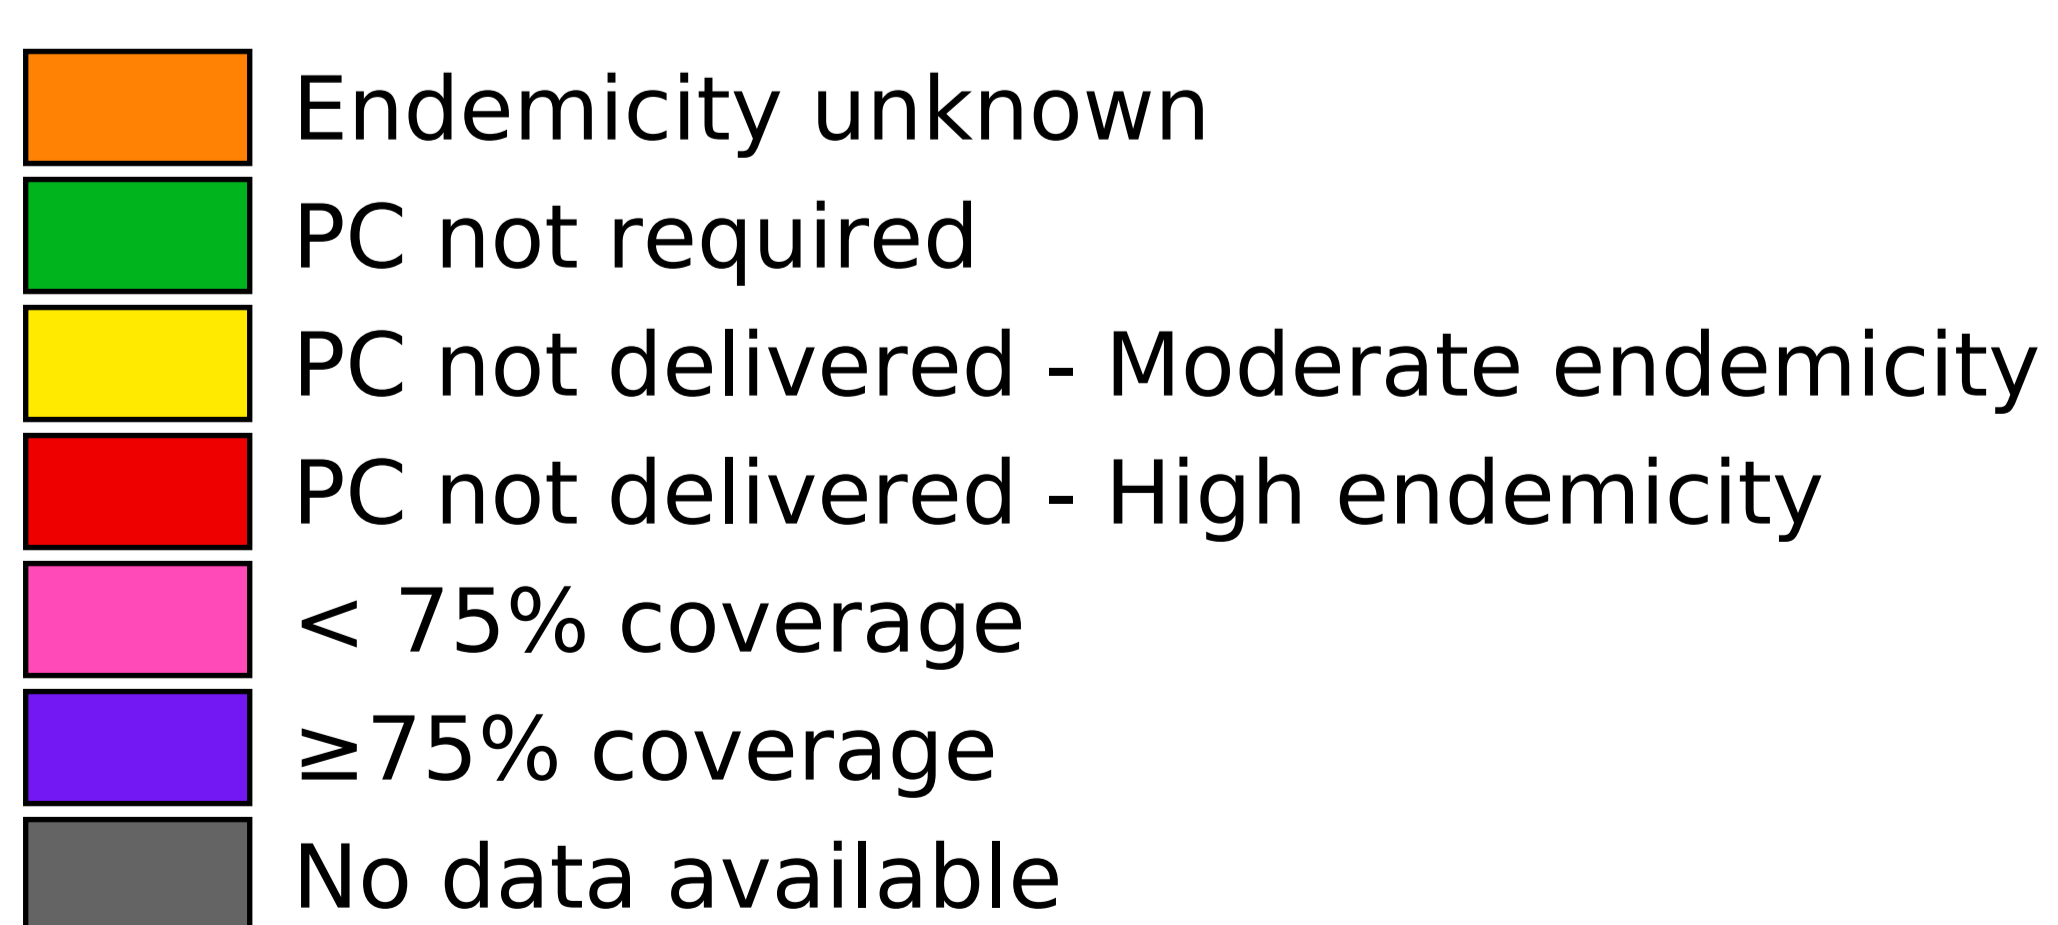 Endemicity unknown
PC not required
PC not delivered - Moderate endemicity
PC not delivered - High endemicity
< 75% coverage
≥75% coverage
No data available